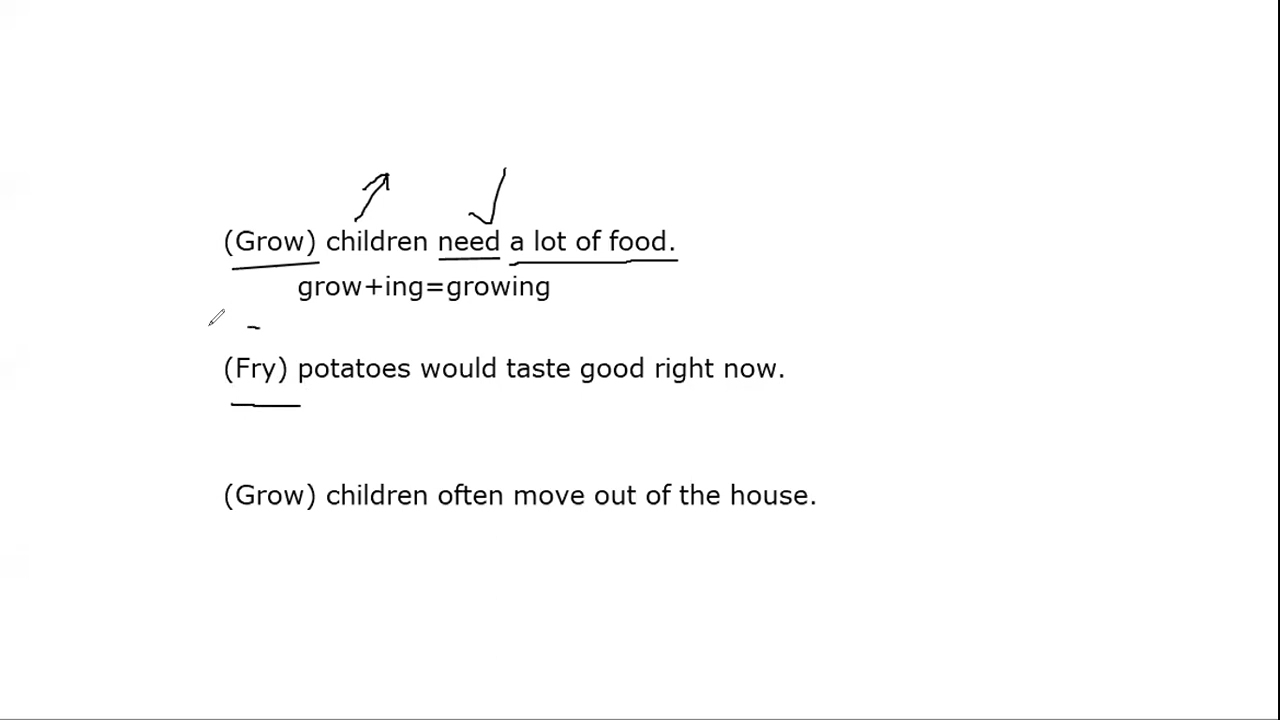 (Grow) children need a lot of food.
grow+ing=growing
(Fry) potatoes would taste good right now.
(Grow) children often move out of the house.